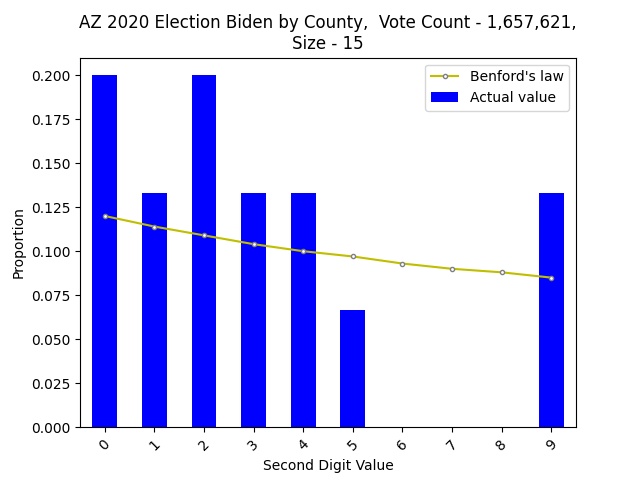 AZ 2020 Election Biden by County,  Vote Count - 1,657,621,
Size - 15
Benford's law
Actual value
Proportion
0.200
0.175
0.150
0.125
0.100
0.075
0.050
0.025
0.000
0 1 2 3 4 5 6 7 8 9
Second Digit Value